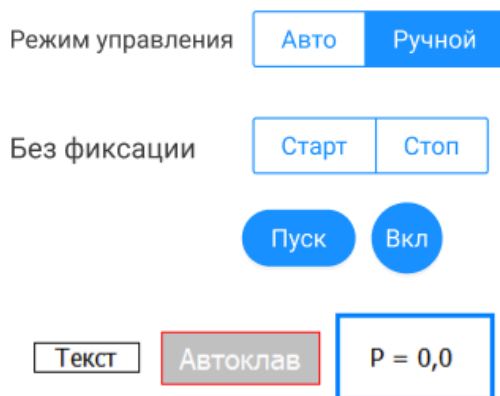 Режим управления Авто Ручной
Без фиксации Старт Стоп
Пуск Вкл
Текст Автоклав P = 0,0